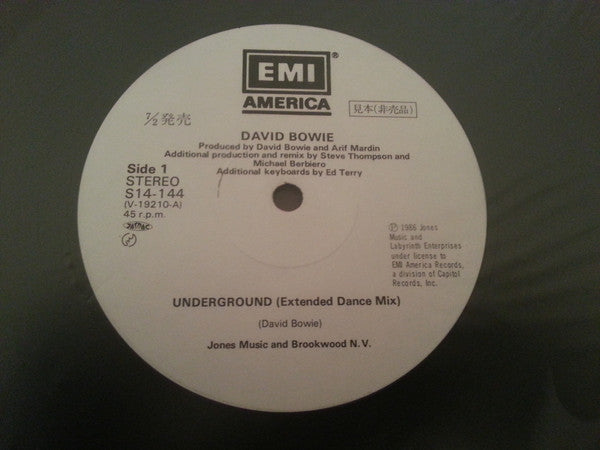 EMI
®
AMERICA
7/2 発売
見本(非売品)
DAVID BOWIE
Produced by David Bowie and Arif Mardin
Additional production and remix by Steve Thompson and
Michael Berbiero
Additional keyboards by Ed Terry
Side 1
STEREO
S14-144
(V-19210-A)
45 r.p.m.
JASRAC
Ⓟ 1986 Jones
Music and
Labyrinth Enterprises
under license to
EMI America Records,
a division of Capitol
Records, Inc.
UNDERGROUND (Extended Dance Mix)
(David Bowie)
Jones Music and Brookwood N.V.